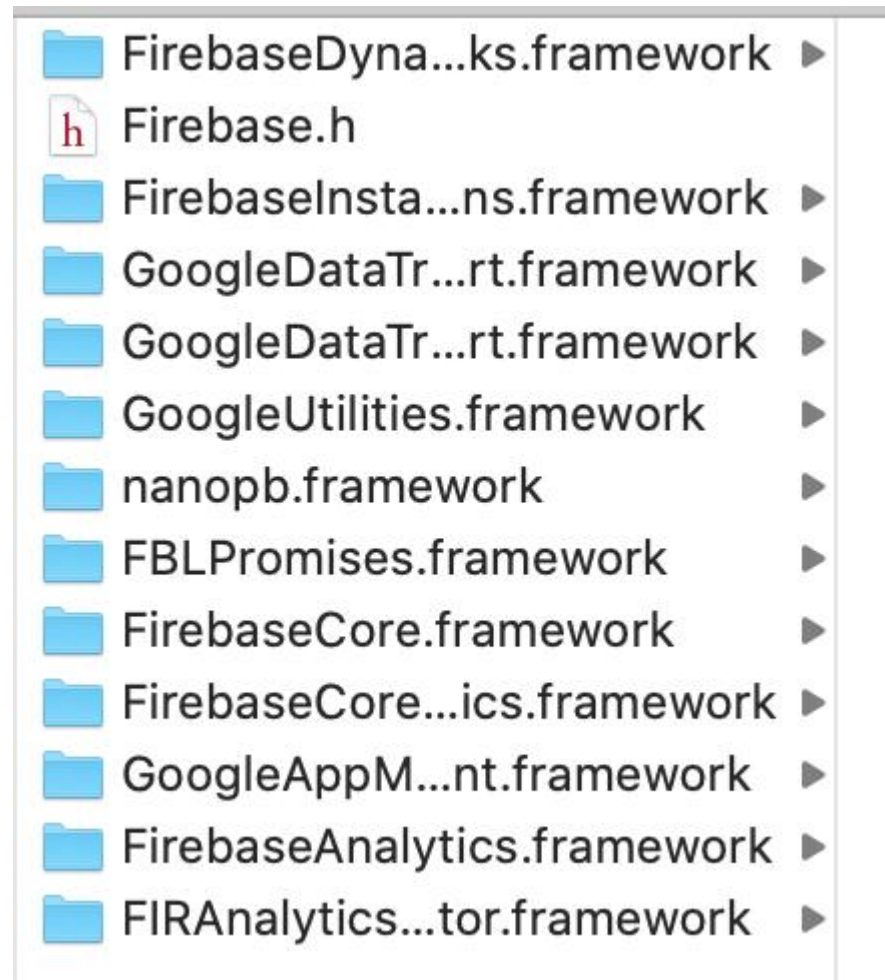 FirebaseDyna...ks.framework
h Firebase.h
FirebaseInsta...ns.framework
GoogleDataTr...rt.framework
GoogleDataTr...rt.framework
GoogleUtilities.framework
nanopb.framework
FBLPromises.framework
FirebaseCore.framework
FirebaseCore...ics.framework
GoogleAppM...nt.framework
FirebaseAnalytics.framework
FIRAnalytics...tor.framework